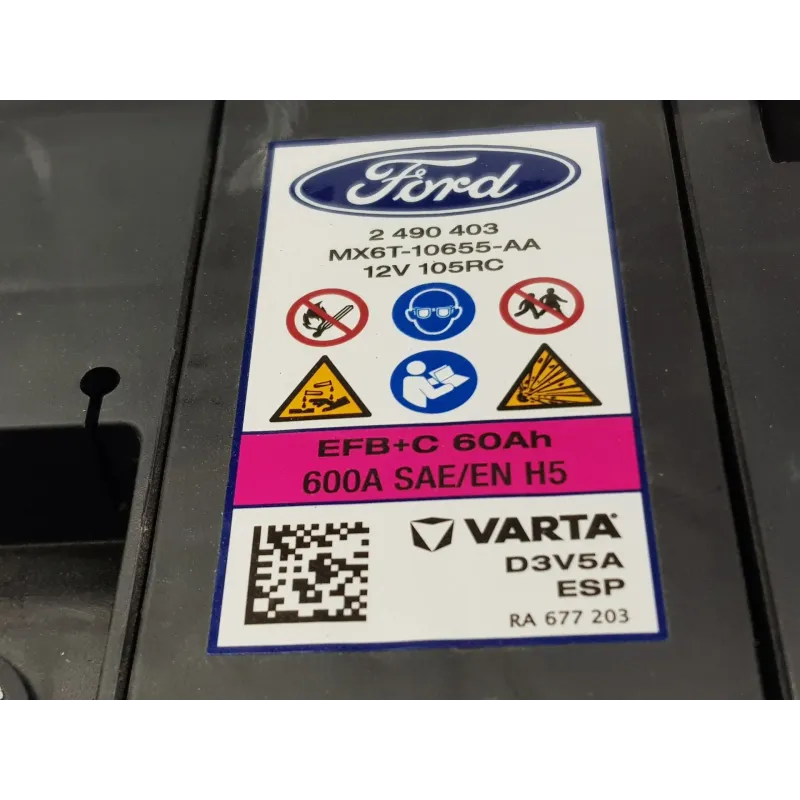 Ford
2 490 403
MX6T-10655-AA
12V 105RC
EFB+C 60Ah
600A SAE/EN H5
VARTA®
D3V5A
ESP
RA 677 203